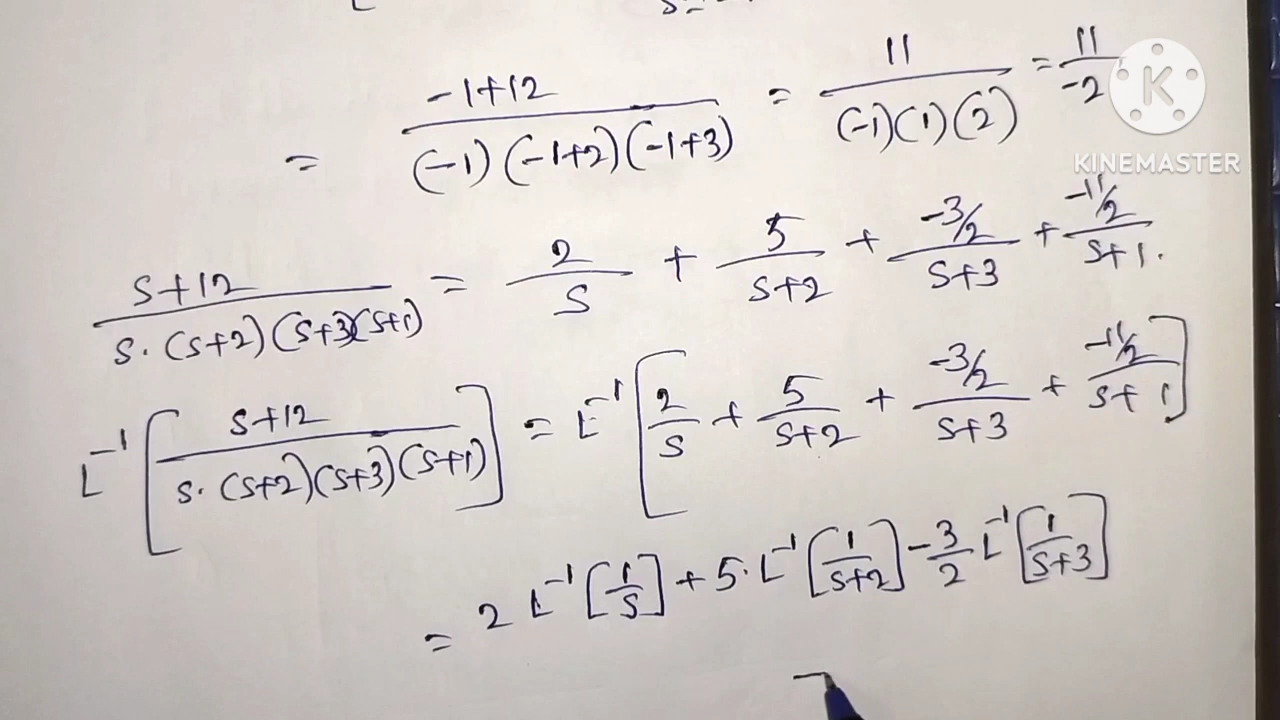 = (-1+12)/((-1)(-1+2)(-1+3)) = 11/((-1)(1)(2)) = 11/-2
K
KINEMASTER
(s+12)/(s.(s+2)(s+3)(s+1)) = 2/s + 5/(s+2) + (-3/2)/(s+3) + (-11/2)/(s+1).
L⁻¹[(s+12)/(s.(s+2)(s+3)(s+1))] = L⁻¹[2/s + 5/(s+2) + (-3/2)/(s+3) + (-11/2)/(s+1)]
= 2 L⁻¹[1/s] + 5.L⁻¹[1/(s+2)] - 3/2 L⁻¹[1/(s+3)]